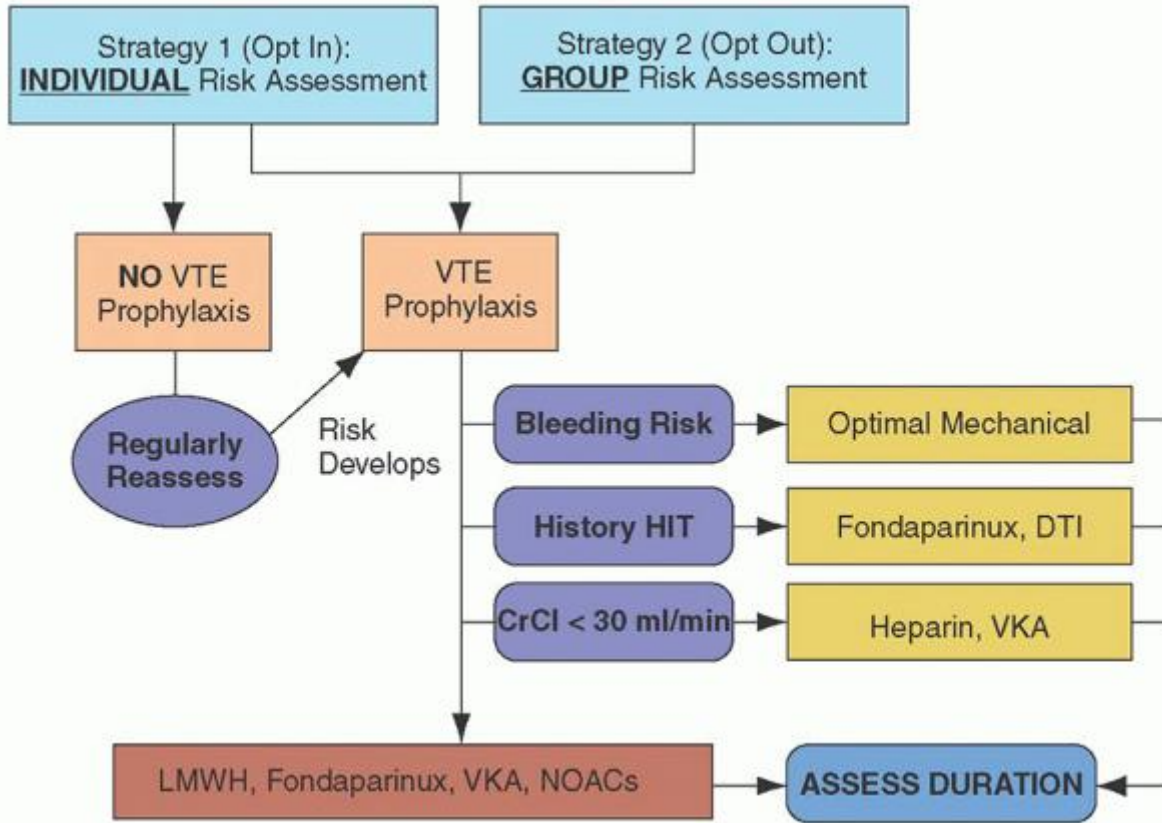 Strategy 1 (Opt In):
INDIVIDUAL Risk Assessment
Strategy 2 (Opt Out):
GROUP Risk Assessment
NO VTE
Prophylaxis
VTE
Prophylaxis
Regularly
Reassess
Risk
Develops
Bleeding Risk
Optimal Mechanical
History HIT
Fondaparinux, DTI
CrCl < 30 ml/min
Heparin, VKA
LMWH, Fondaparinux, VKA, NOACs
ASSESS DURATION